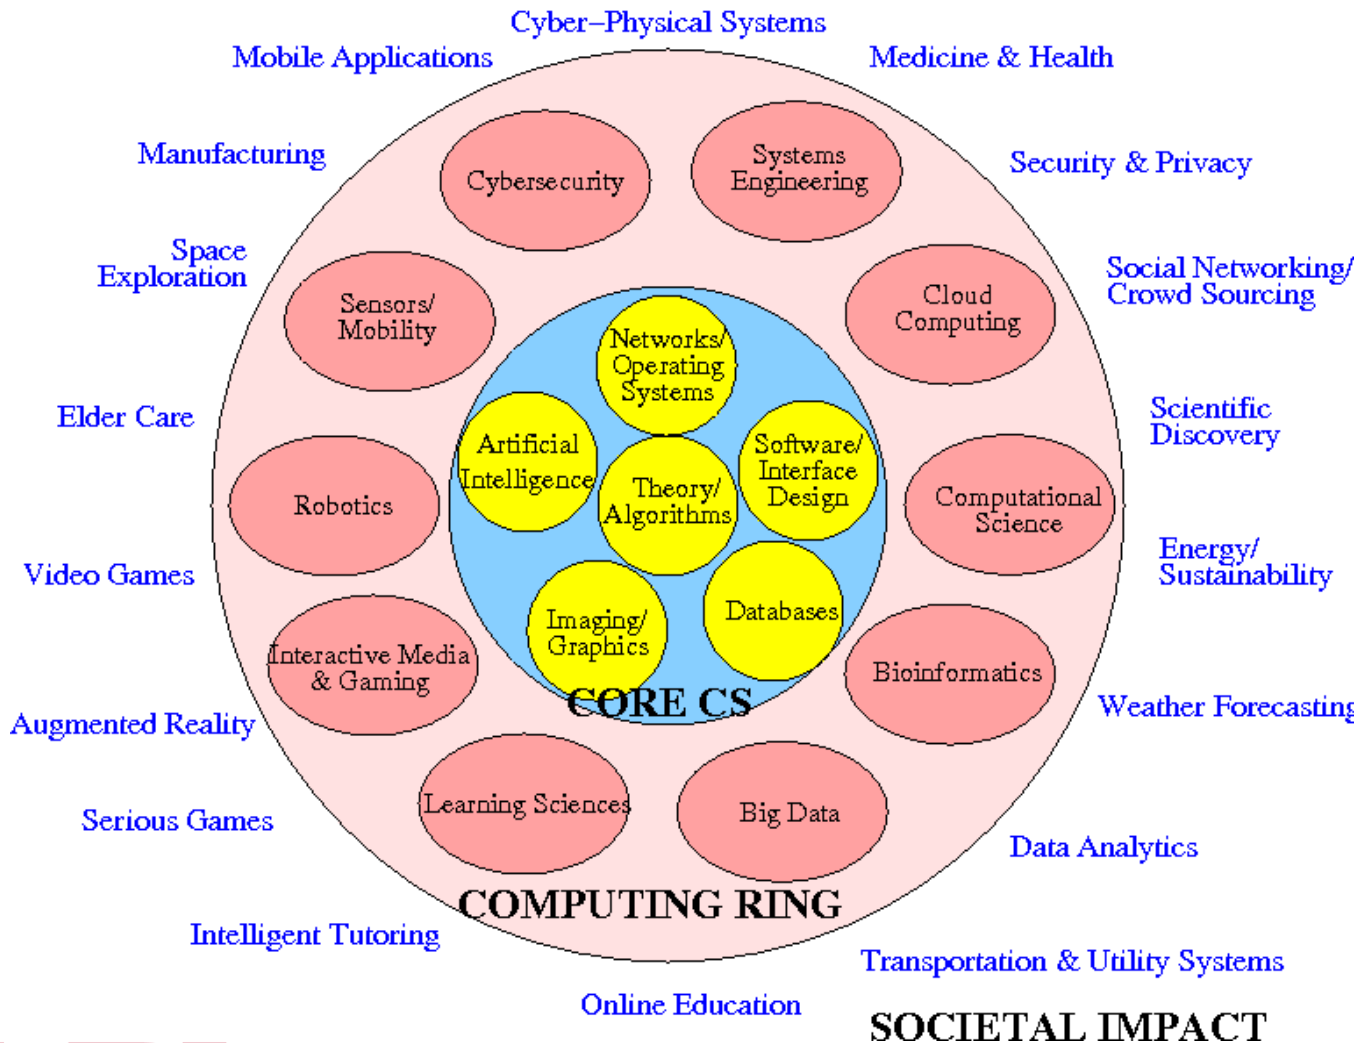 Cyber-Physical Systems
Mobile Applications
Medicine & Health
Manufacturing
Cybersecurity
Systems
Engineering
Security & Privacy
Space
Exploration
Sensors/
Mobility
Cloud
Computing
Social Networking/
Crowd Sourcing
Networks/
Operating
Systems
Elder Care
Artificial
Intelligence
Software/
Interface
Design
Scientific
Discovery
Robotics
Theory/
Algorithms
Computational
Science
Energy/
Sustainability
Video Games
Imaging/
Graphics
Databases
Interactive Media
& Gaming
Bioinformatics
CORE CS
Weather Forecasting
Augmented Reality
Learning Sciences
Big Data
Serious Games
Data Analytics
COMPUTING RING
Intelligent Tutoring
Transportation & Utility Systems
Online Education
SOCIETAL IMPACT